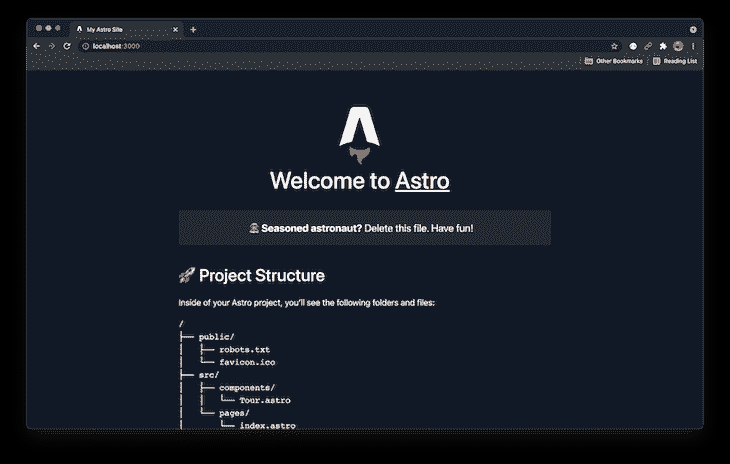 My Astro Site
localhost:3000
Other Bookmarks
Reading List
Welcome to Astro
Seasoned astronaut? Delete this file. Have fun!
Project Structure
Inside of your Astro project, you'll see the following folders and files:
/
├── public/
│   ├── robots.txt
│   └── favicon.ico
├── src/
│   ├── components/
│   │   └── Tour.astro
│   └── pages/
│       └── index.astro